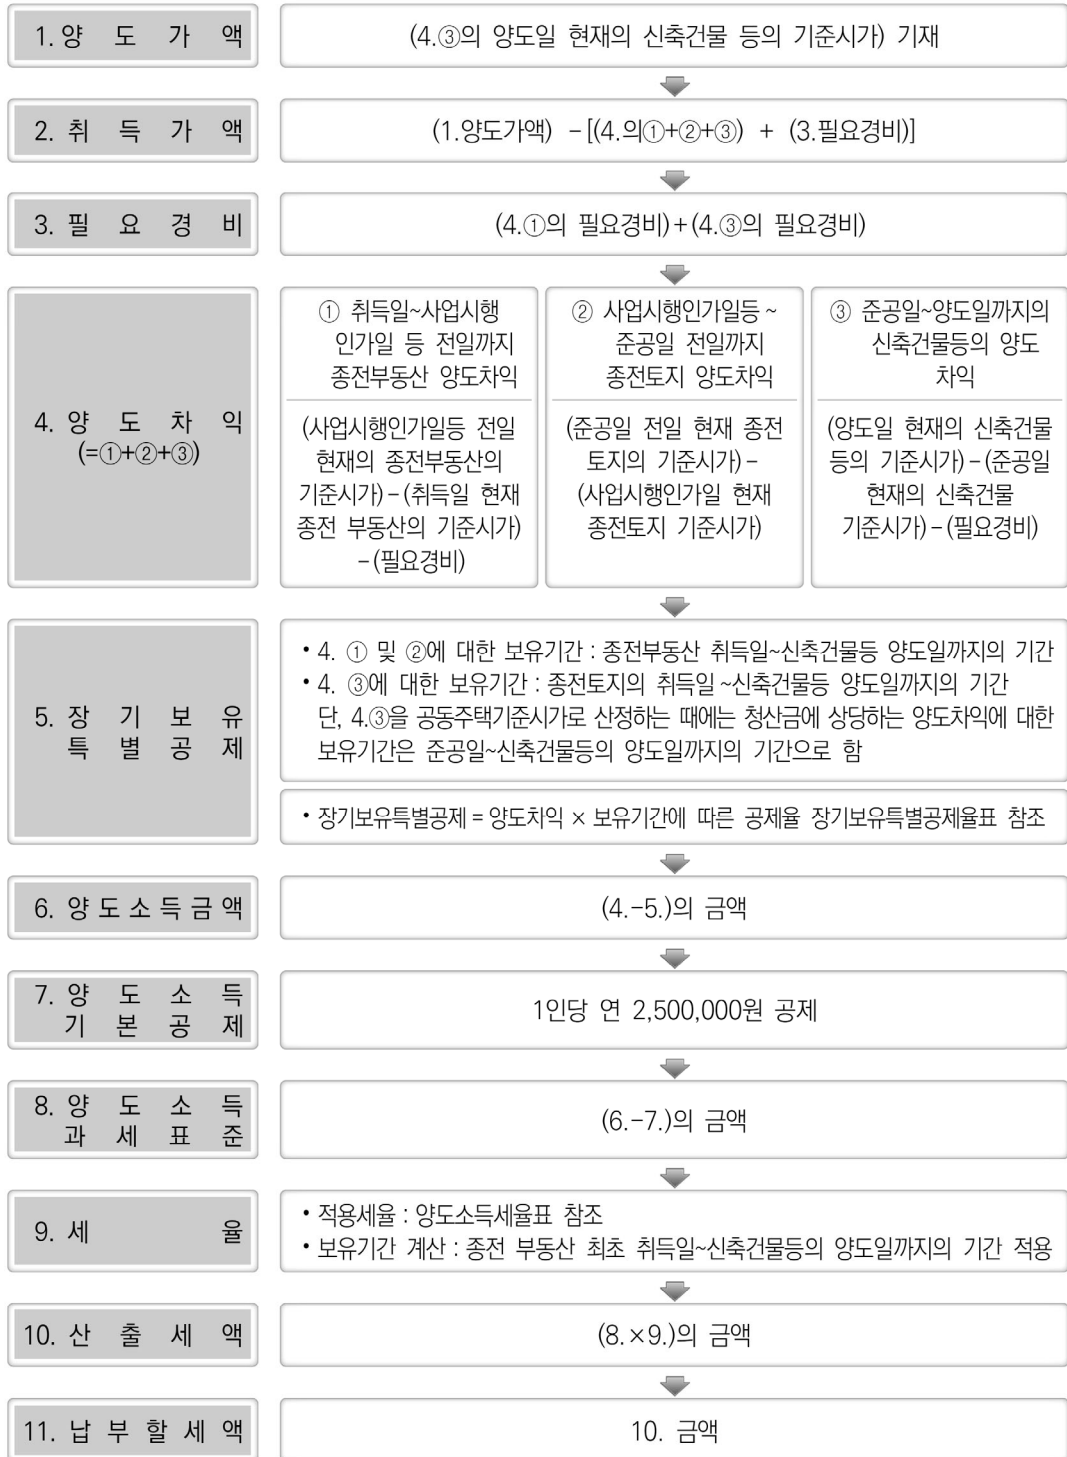 1. 양 도 가 액
(4.③의 양도일 현재의 신축건물 등의 기준시가) 기재
2. 취 득 가 액
(1.양도가액) - [(4.의①+②+③) + (3.필요경비)]
3. 필 요 경 비
(4.①의 필요경비)+(4.③의 필요경비)
4. 양 도 차 익
(=①+②+③)
① 취득일~사업시행
인가일 등 전일까지
종전부동산 양도차익
(사업시행인가일등 전일
현재의 종전부동산의
기준시가)-(취득일 현재
종전 부동산의 기준시가)
-(필요경비)
② 사업시행인가일등 ~
준공일 전일까지
종전토지 양도차익
(준공일 전일 현재 종전
토지의 기준시가)-
(사업시행인가일 현재
종전토지 기준시가)
③ 준공일~양도일까지의
신축건물등의 양도
차익
(양도일 현재의 신축건물
등의 기준시가)-(준공일
현재의 신축건물
기준시가)-(필요경비)
5. 장 기 보 유
특 별 공 제
• 4. ① 및 ②에 대한 보유기간 : 종전부동산 취득일~신축건물등 양도일까지의 기간
• 4. ③에 대한 보유기간 : 종전토지의 취득일 ~신축건물등 양도일까지의 기간
단, 4.③을 공동주택기준시가로 산정하는 때에는 청산금에 상당하는 양도차익에 대한
보유기간은 준공일~신축건물등의 양도일까지의 기간으로 함
• 장기보유특별공제 = 양도치익 × 보유기간에 따른 공제율 장기보유특별공제율표 참조
6. 양 도 소 득 금 액
(4.-5.)의 금액
7. 양 도 소 득
기 본 공 제
1인당 연 2,500,000원 공제
8. 양 도 소 득
과 세 표 준
(6.-7.)의 금액
9. 세 율
• 적용세율 : 양도소득세율표 참조
• 보유기간 계산 : 종전 부동산 최초 취득일~신축건물등의 양도일까지의 기간 적용
10. 산 출 세 액
(8.×9.)의 금액
11. 납 부 할 세 액
10. 금액